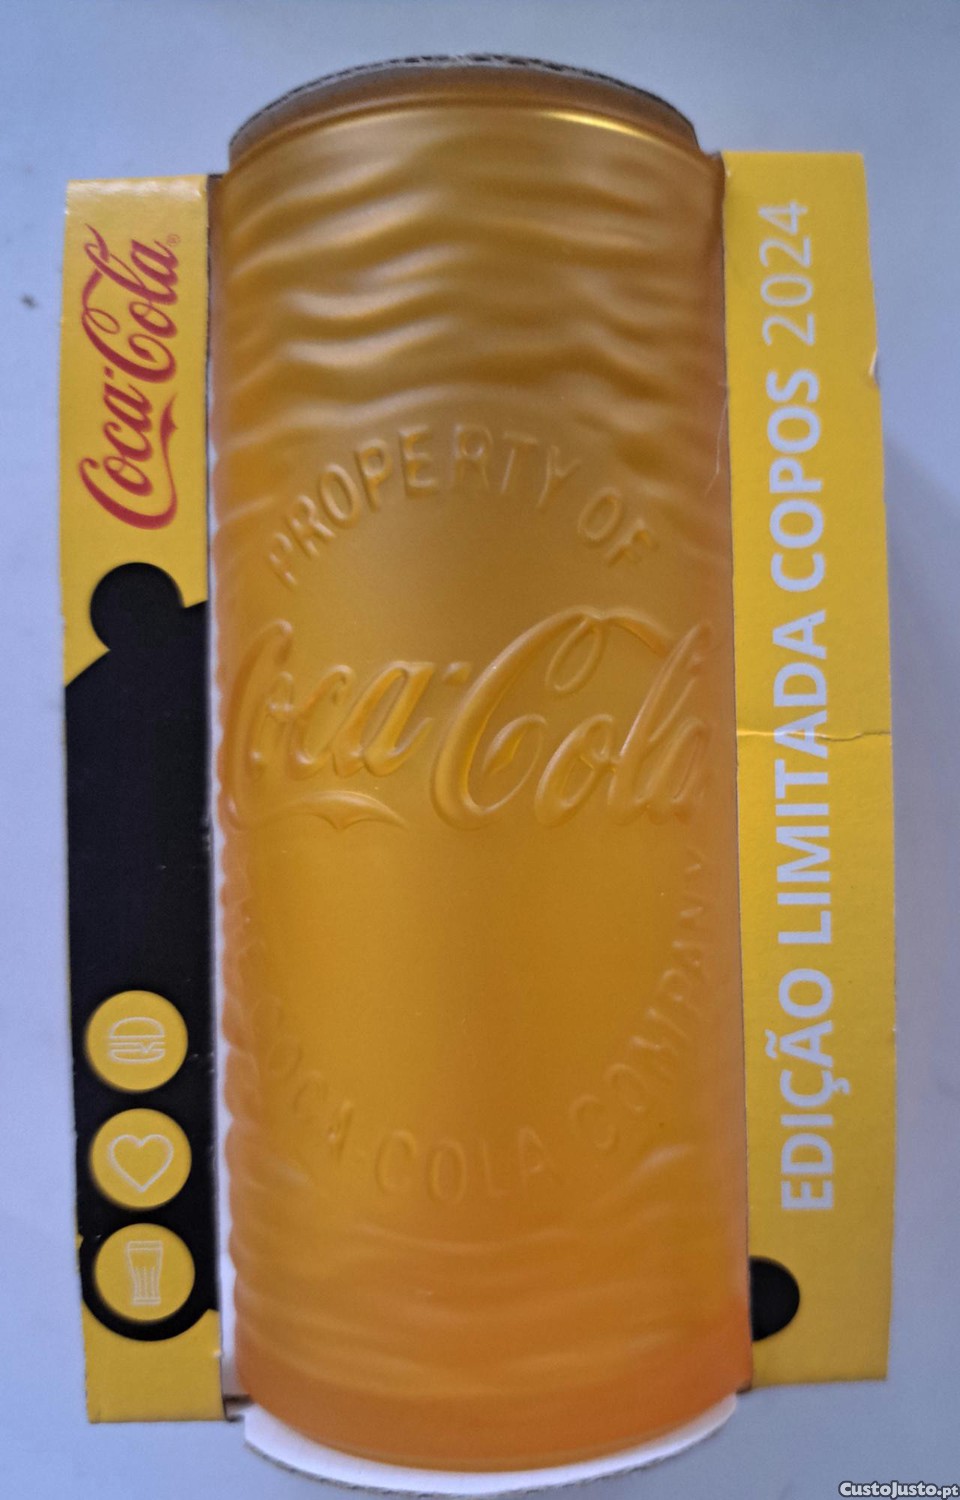 Coca-Cola®
PROPERTY OF
Coca-Cola
COCA-COLA COMPANY
EDIÇÃO LIMITADA COPOS 2024
CustoJusto.pt